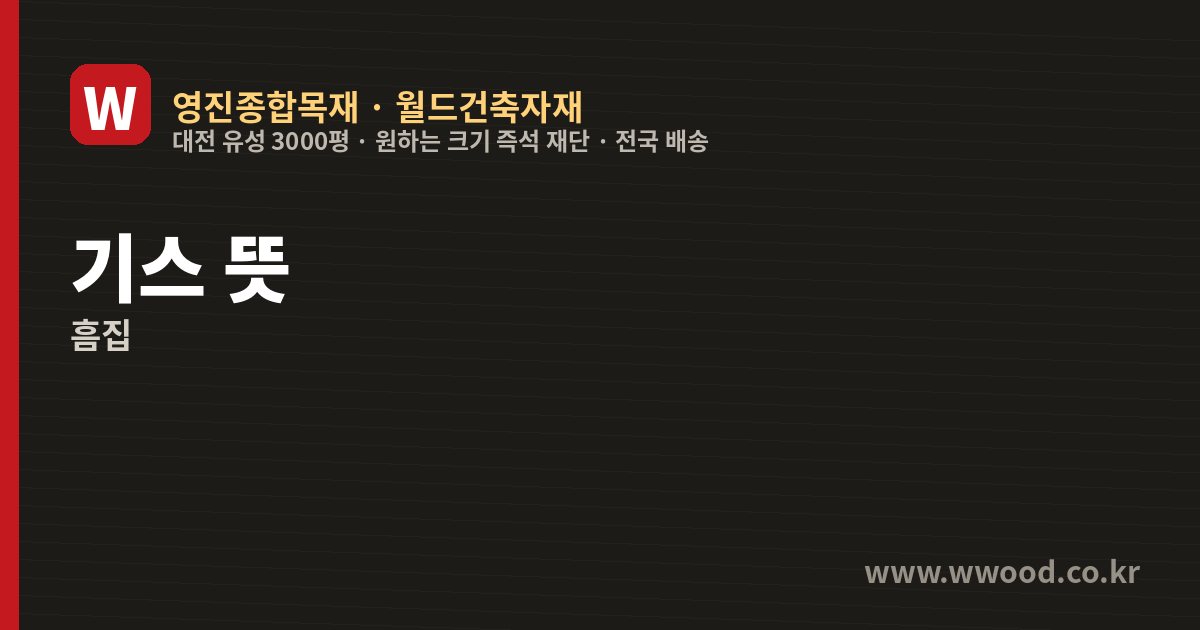 W
영진종합목재 · 월드건축자재
대전 유성 3000평 · 원하는 크기 즉석 재단 · 전국 배송
기스 뜻
흠집
www.wwood.co.kr